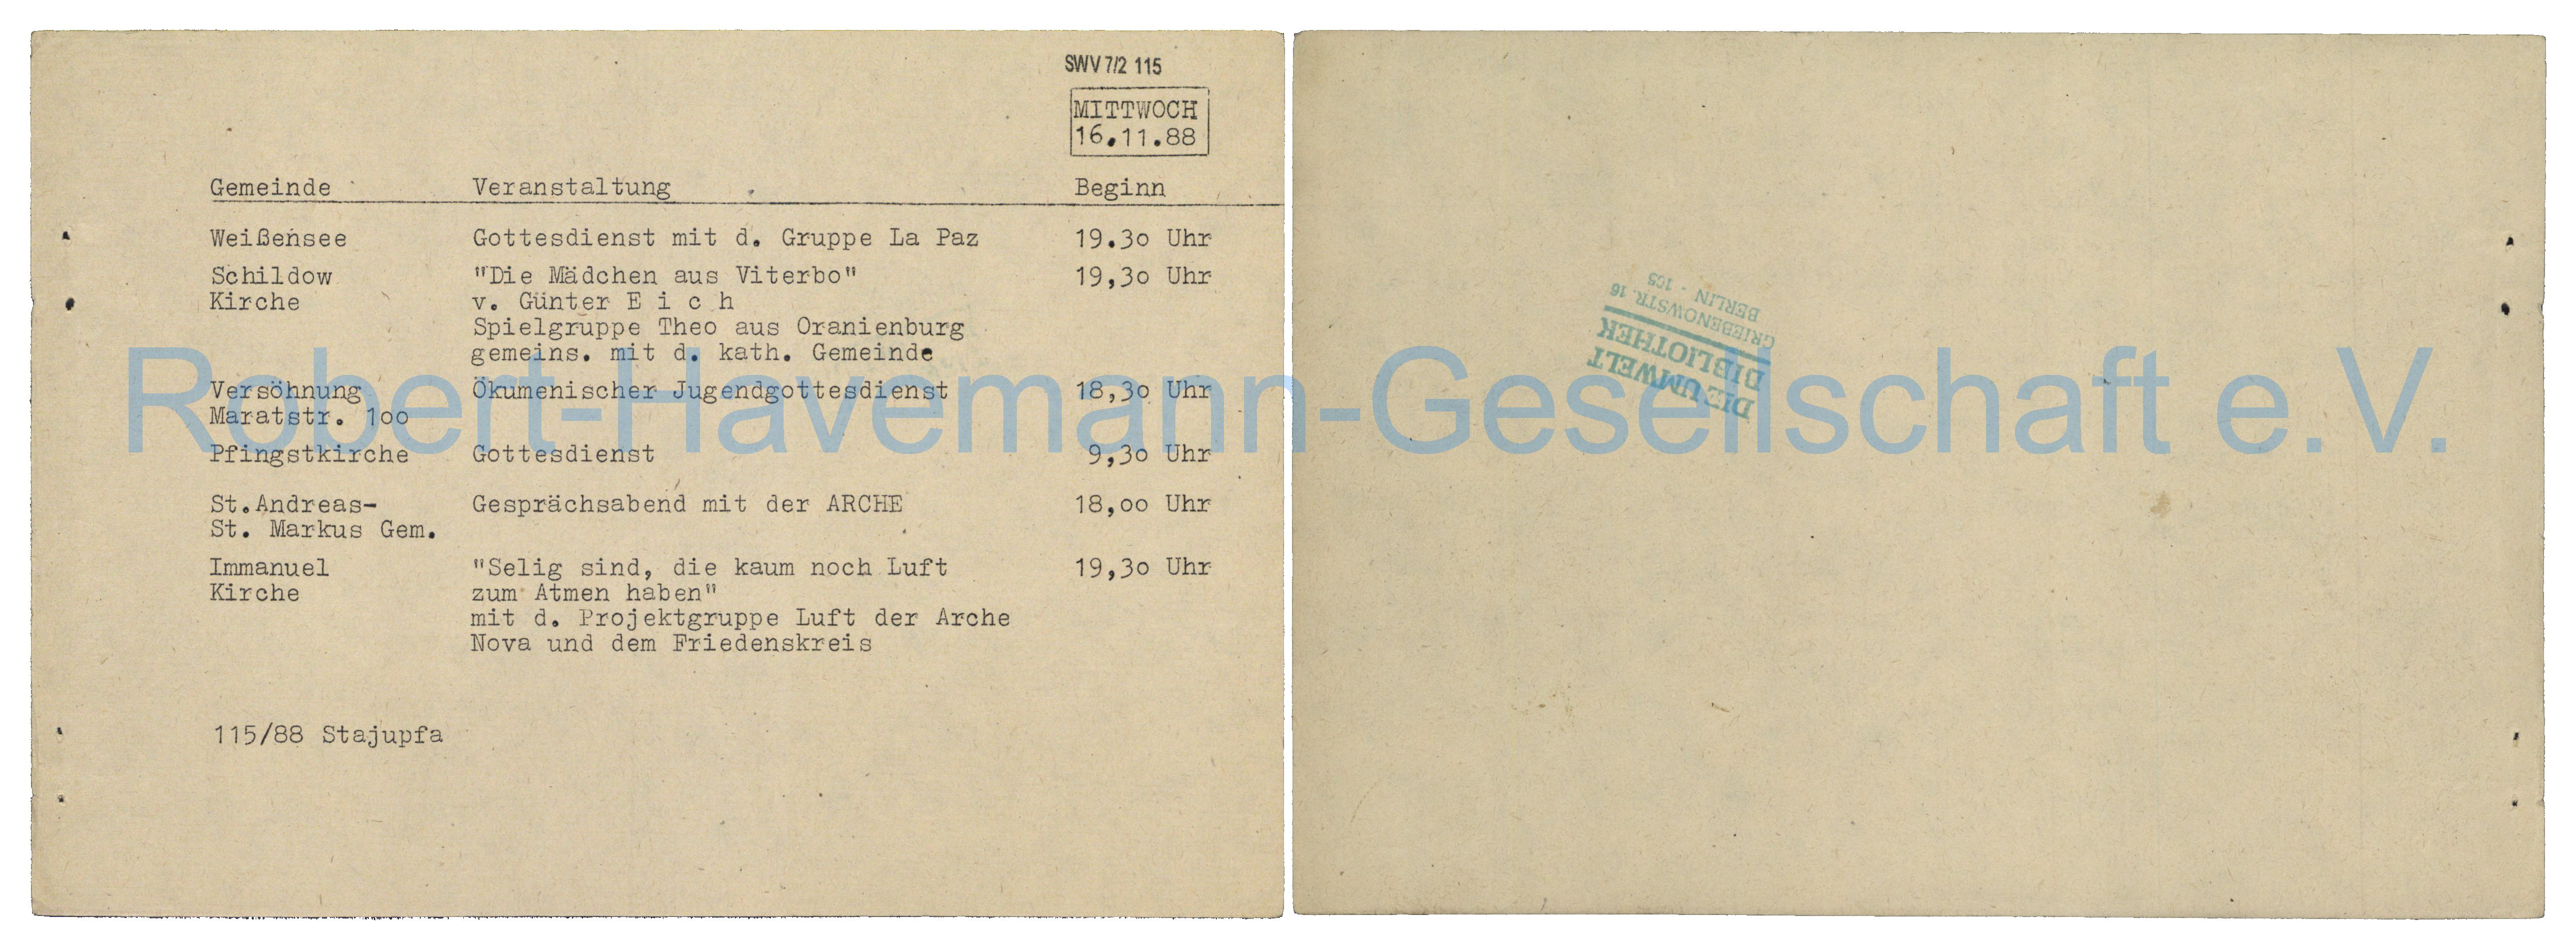 SWV 7/2 115
MITTWOCH
16.11.88
Gemeinde Veranstaltung Beginn
Weißensee Gottesdienst mit d. Gruppe La Paz 19.3o Uhr
Schildow "Die Mädchen aus Viterbo" 19,3o Uhr
Kirche v. Günter E i c h
Spielgruppe Theo aus Oranienburg
gemeins. mit d. kath. Gemeinde
Versöhnung Ökumenischer Jugendgottesdienst 18,3o Uhr
Maratstr. 1oo
Pfingstkirche Gottesdienst 9,3o Uhr
St.Andreas- Gesprächsabend mit der ARCHE 18,oo Uhr
St. Markus Gem.
Immanuel "Selig sind, die kaum noch Luft 19,3o Uhr
Kirche zum Atmen haben"
mit d. Projektgruppe Luft der Arche
Nova und dem Friedenskreis
115/88 Stajupfa
DIE UMWELT
BIBLIOTHEK
GRIEBENOWSTR. 16
BERLIN - 105
Robert-Havemann-Gesellschaft e.V.